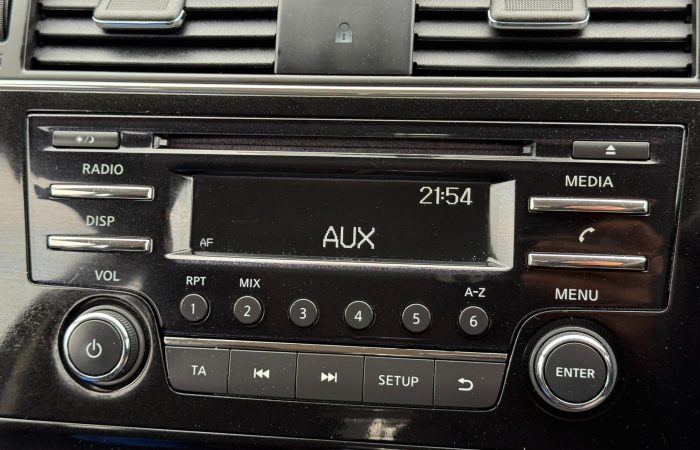 RADIO
MEDIA
21:54
DISP
AF
AUX
VOL
RPT
MIX
A-Z
MENU
1
2
3
4
5
6
TA
SETUP
ENTER